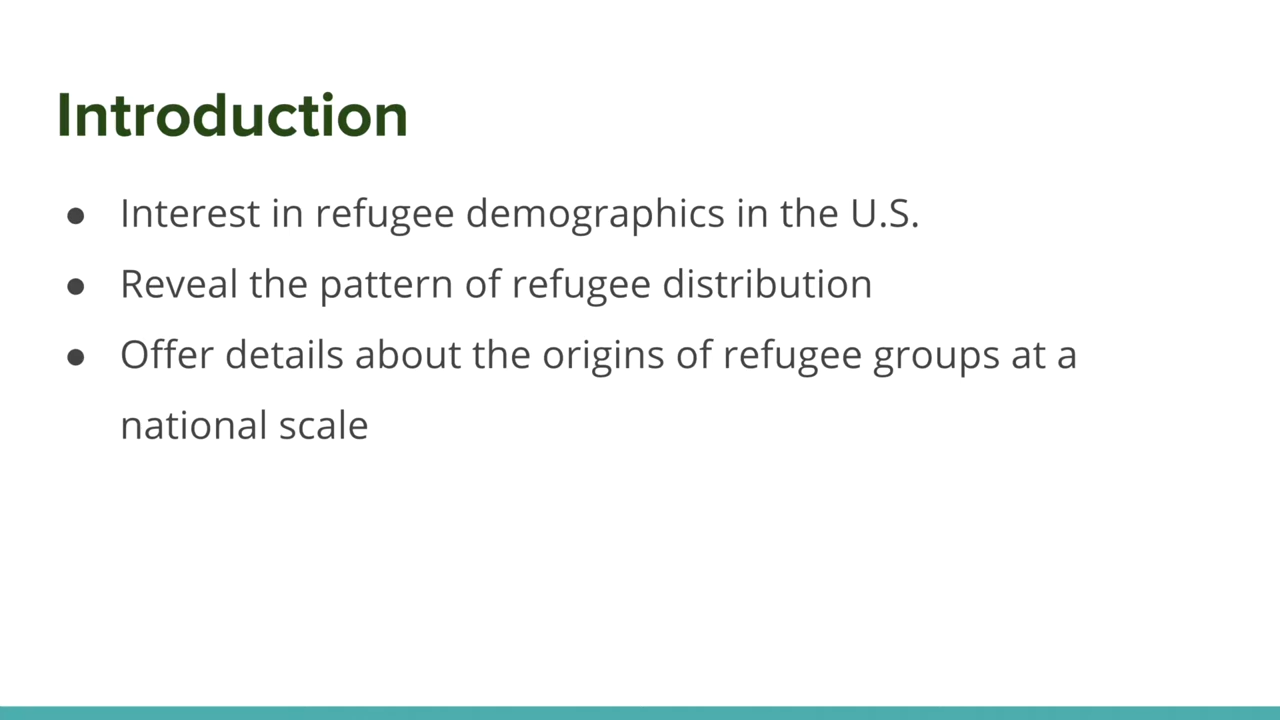 Introduction
● Interest in refugee demographics in the U.S.
● Reveal the pattern of refugee distribution
● Offer details about the origins of refugee groups at a
national scale